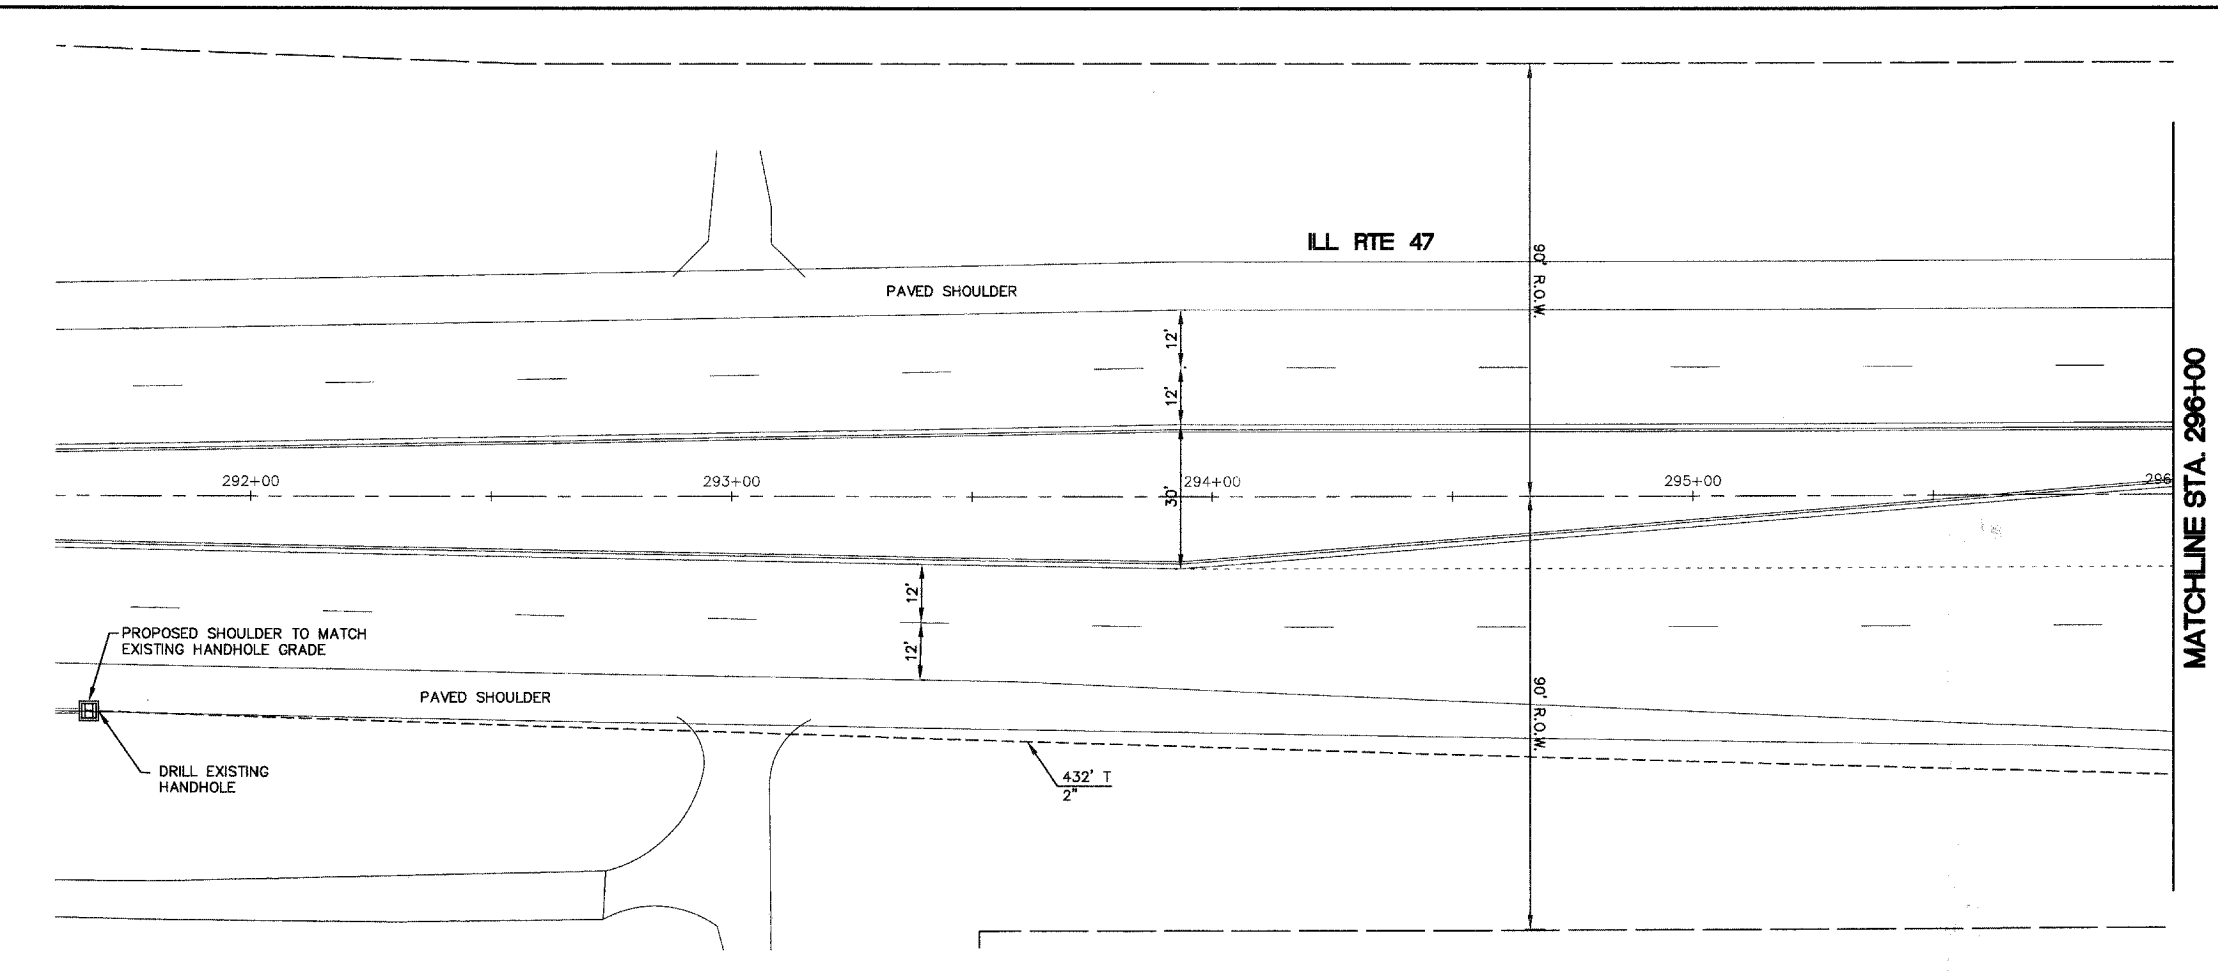 ILL RTE 47
90' R.O.W.
PAVED SHOULDER
12'
12'
292+00
293+00
294+00
295+00
296
30'
MATCHLINE STA. 296+00
12'
12'
PROPOSED SHOULDER TO MATCH
EXISTING HANDHOLE GRADE
PAVED SHOULDER
90' R.O.W.
DRILL EXISTING
HANDHOLE
432' T
2"